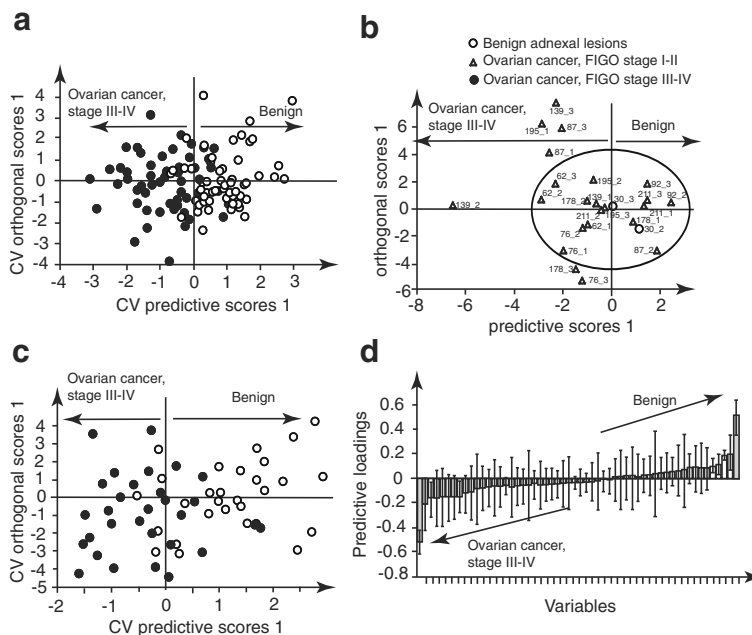 a
Ovarian cancer,
stage III-IV
Benign
CV orthogonal scores 1
4
3
2
1
0
-1
-2
-3
-4
-4 -3 -2 -1 0 1 2 3
CV predictive scores 1
b
Benign adnexal lesions
Ovarian cancer, FIGO stage I-II
Ovarian cancer, FIGO stage III-IV
Ovarian cancer,
stage III-IV
Benign
orthogonal scores 1
6
4
2
0
-2
-4
-6
139_3
195_1 87_3
87_1
62_3 195_2 92_3
62_2 178_2 139_1 30_3 211_3 92_2
139_2
211_2 195_3 211_1
62_1 178_1
76_2 30_2
76_1 87_2
178_3
76_3
-8 -6 -4 -2 0 2
predictive scores 1
c
Ovarian cancer,
stage III-IV
Benign
CV orthogonal scores 1
4
3
2
1
0
-1
-2
-3
-4
-5
-2 -1 0 1 2
CV predictive scores 1
d
Benign
Predictive loadings
0.6
0.4
0.2
0
-0.2
-0.4
-0.6
-0.8
Ovarian cancer,
stage III-IV
Variables